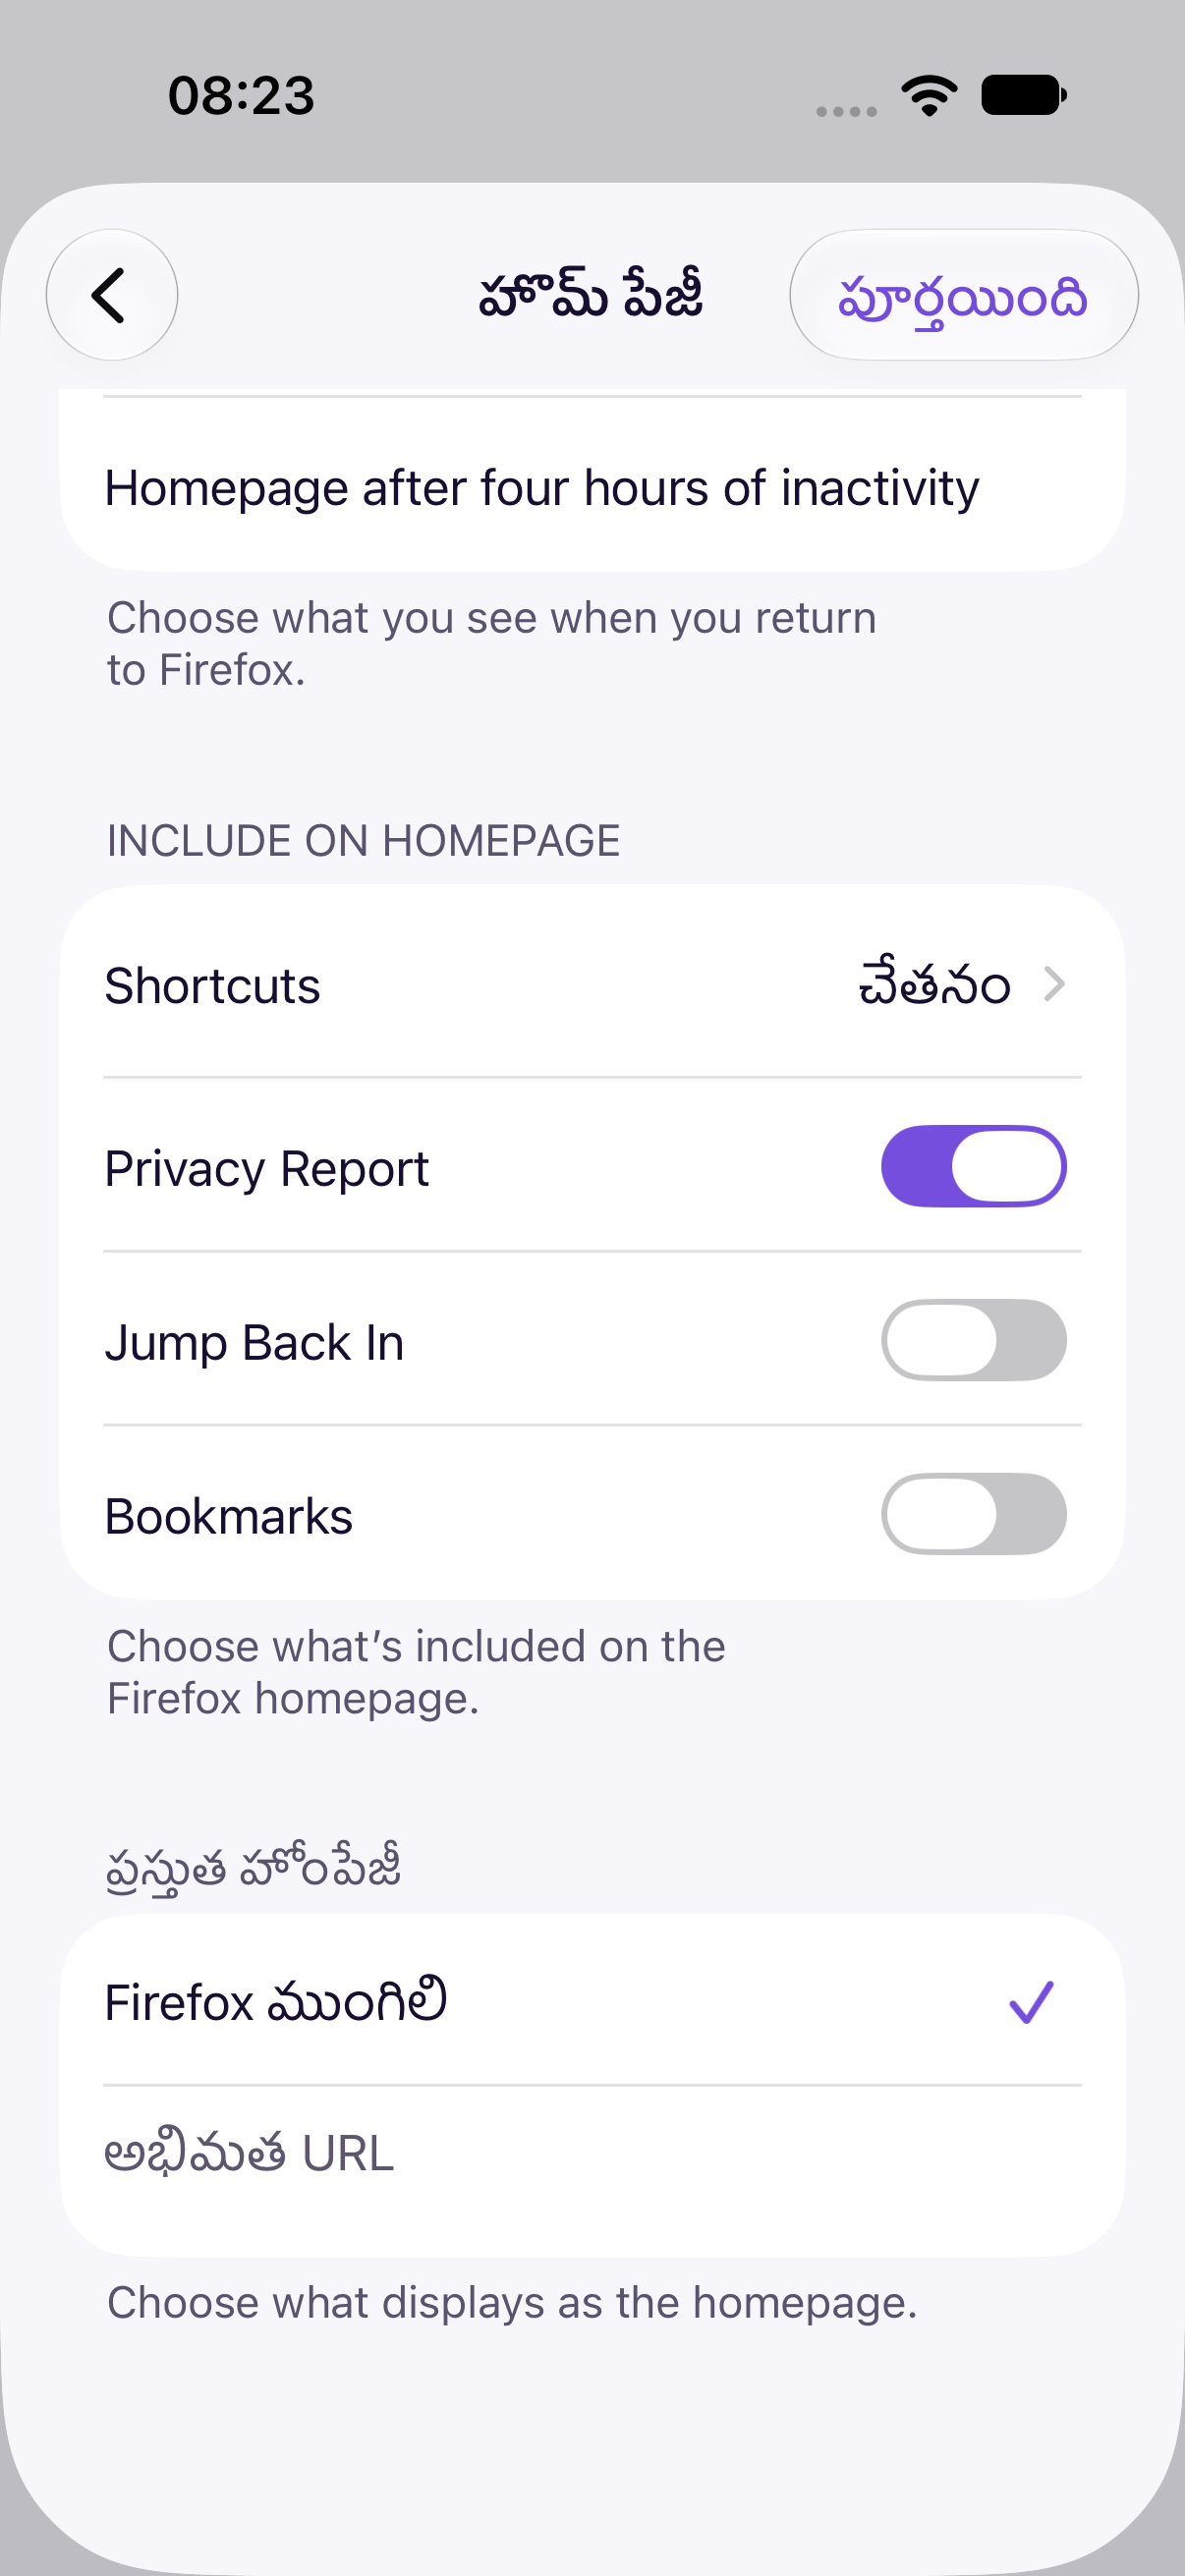 08:23
హొమ్ పేజీ
పూర్తయింది
Homepage after four hours of inactivity
Choose what you see when you return
to Firefox.
INCLUDE ON HOMEPAGE
Shortcuts
చేతనం
Privacy Report
Jump Back In
Bookmarks
Choose what’s included on the
Firefox homepage.
ప్రస్తుత హోంపేజీ
Firefox ముంగిలి
అభిమత URL
Choose what displays as the homepage.